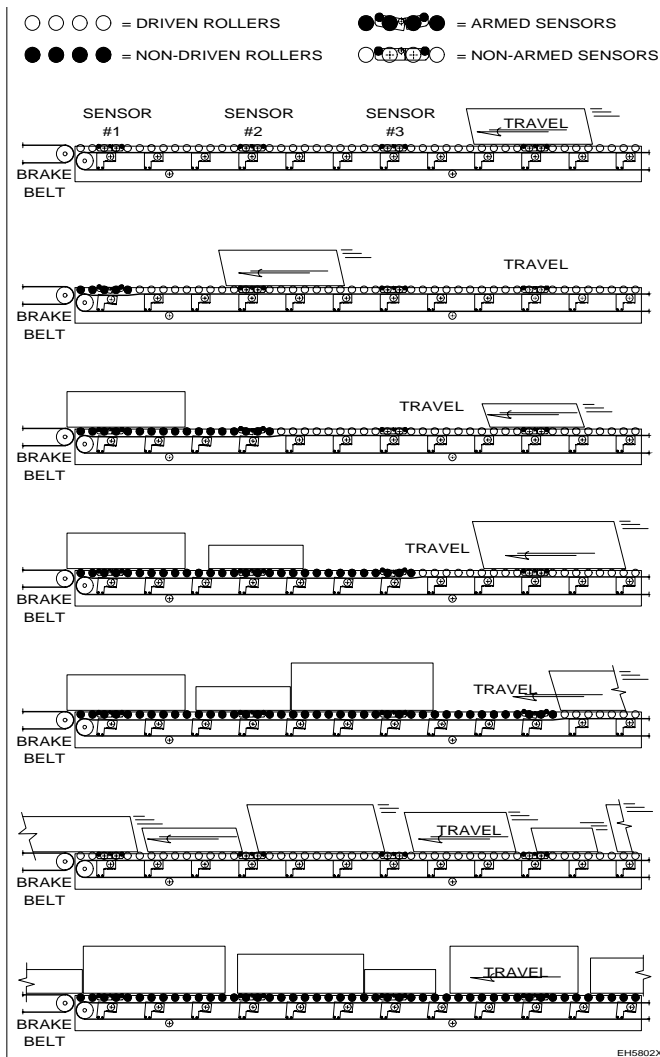 = DRIVEN ROLLERS
= ARMED SENSORS
= NON-DRIVEN ROLLERS
= NON-ARMED SENSORS
SENSOR
#1
SENSOR
#2
SENSOR
#3
TRAVEL
BRAKE
BELT
TRAVEL
BRAKE
BELT
TRAVEL
BRAKE
BELT
TRAVEL
BRAKE
BELT
TRAVEL
BRAKE
BELT
TRAVEL
BRAKE
BELT
TRAVEL
BRAKE
BELT
EH5802X